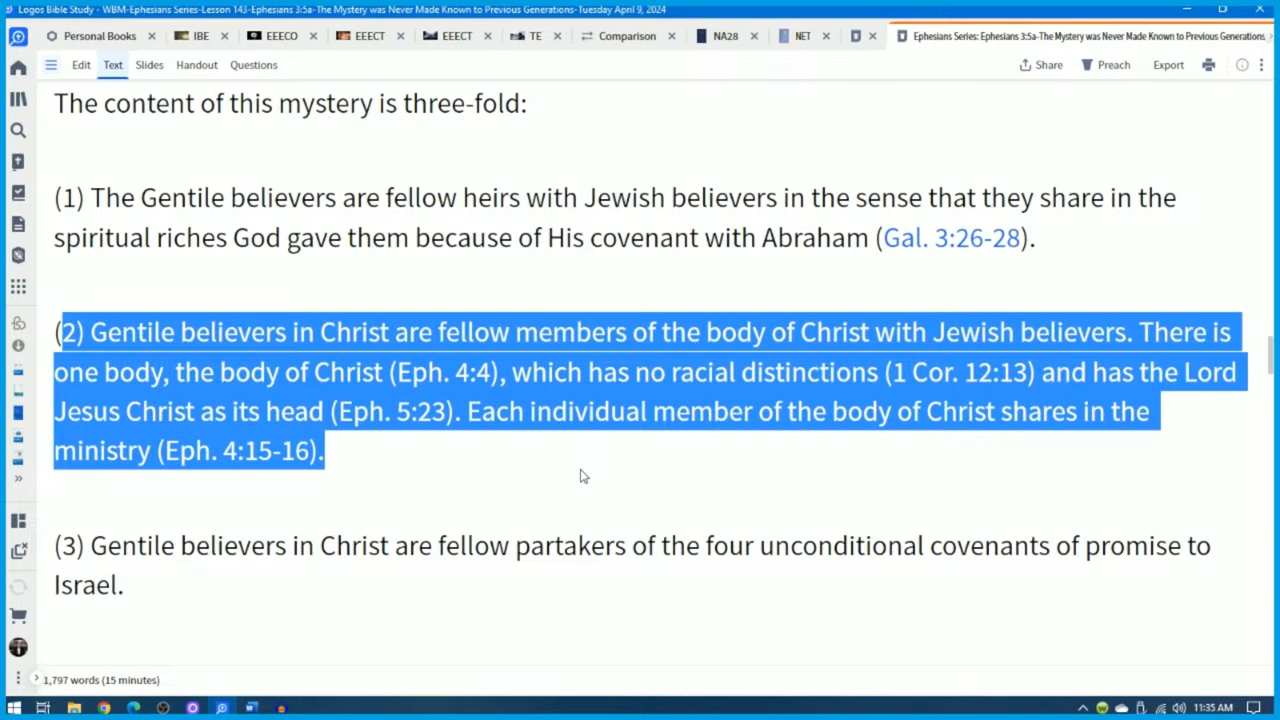 Logos Bible Study - WBM-Ephesians Series-Lesson 143-Ephesians 3:5a-The Mystery was Never Made Known to Previous Generations-Tuesday April 9, 2024
Personal Books IBE EEECO EEECT EEECT TE Comparison NA28 NET Ephesians Series: Ephesians 3:5a-The Mystery was Never Made Known to Previous Generations
Edit Text Slides Handout Questions Share Preach Export
The content of this mystery is three-fold:
(1) The Gentile believers are fellow heirs with Jewish believers in the sense that they share in the
spiritual riches God gave them because of His covenant with Abraham (Gal. 3:26-28).
(2) Gentile believers in Christ are fellow members of the body of Christ with Jewish believers. There is
one body, the body of Christ (Eph. 4:4), which has no racial distinctions (1 Cor. 12:13) and has the Lord
Jesus Christ as its head (Eph. 5:23). Each individual member of the body of Christ shares in the
ministry (Eph. 4:15-16).
(3) Gentile believers in Christ are fellow partakers of the four unconditional covenants of promise to
Israel.
1,797 words (15 minutes)
11:35 AM